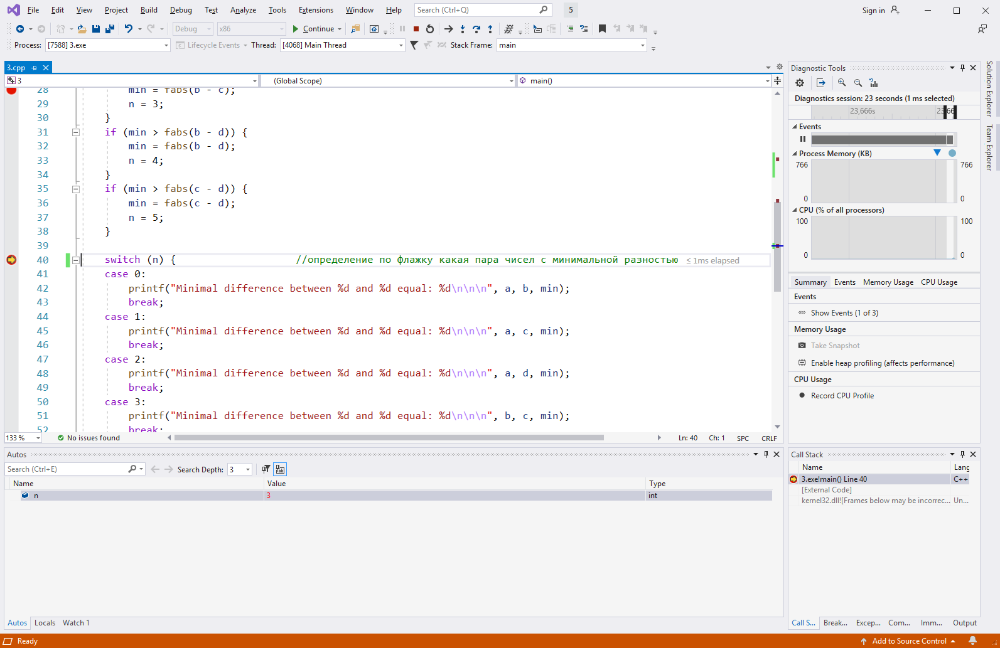 File Edit View Project Build Debug Test Analyze Tools Extensions Window Help Search (Ctrl+Q) 5 Sign in
Debug x86 Continue
Process: [7588] 3.exe Lifecycle Events Thread: [4068] Main Thread Stack Frame: main
3.cpp
3 (Global Scope) main()
28 min = fabs(b - c);
29 n = 3;
30 }
31 if (min > fabs(b - d)) {
32 min = fabs(b - d);
33 n = 4;
34 }
35 if (min > fabs(c - d)) {
36 min = fabs(c - d);
37 n = 5;
38 }
39
40 switch (n) { //определение по флажку какая пара чисел с минимальной разностью ≤ 1ms elapsed
41 case 0:
42 printf("Minimal difference between %d and %d equal: %d\n\n\n", a, b, min);
43 break;
44 case 1:
45 printf("Minimal difference between %d and %d equal: %d\n\n\n", a, c, min);
46 break;
47 case 2:
48 printf("Minimal difference between %d and %d equal: %d\n\n\n", a, d, min);
49 break;
50 case 3:
51 printf("Minimal difference between %d and %d equal: %d\n\n\n", b, c, min);
52 break;
133 % No issues found Ln: 40 Ch: 1 SPC CRLF
Diagnostic Tools
Diagnostics session: 23 seconds (1 ms selected)
23,666s 23,66
Events
Process Memory (KB)
766 766
0 0
CPU (% of all processors)
100 100
0 0
Summary Events Memory Usage CPU Usage
Events
Show Events (1 of 3)
Memory Usage
Take Snapshot
Enable heap profiling (affects performance)
CPU Usage
Record CPU Profile
Solution Explorer
Team Explorer
Autos
Search (Ctrl+E) Search Depth: 3
Name Value Type
n 3 int
Autos Locals Watch 1
Call Stack
Name Lang
3.exe!main() Line 40 C++
[External Code]
kernel32.dll![Frames below may be incorrec... Un...
Call S... Break... Excep... Com... Imm... Output
Ready Add to Source Control